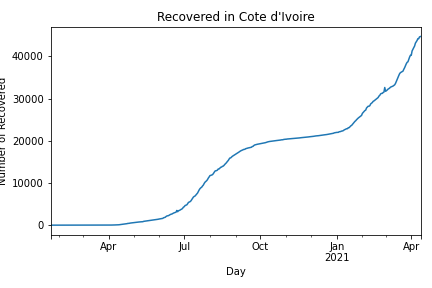 Recovered in Cote d'Ivoire
Number of Recovered
40000
30000
20000
10000
0
Apr
Jul
Oct
Jan
2021
Apr
Day